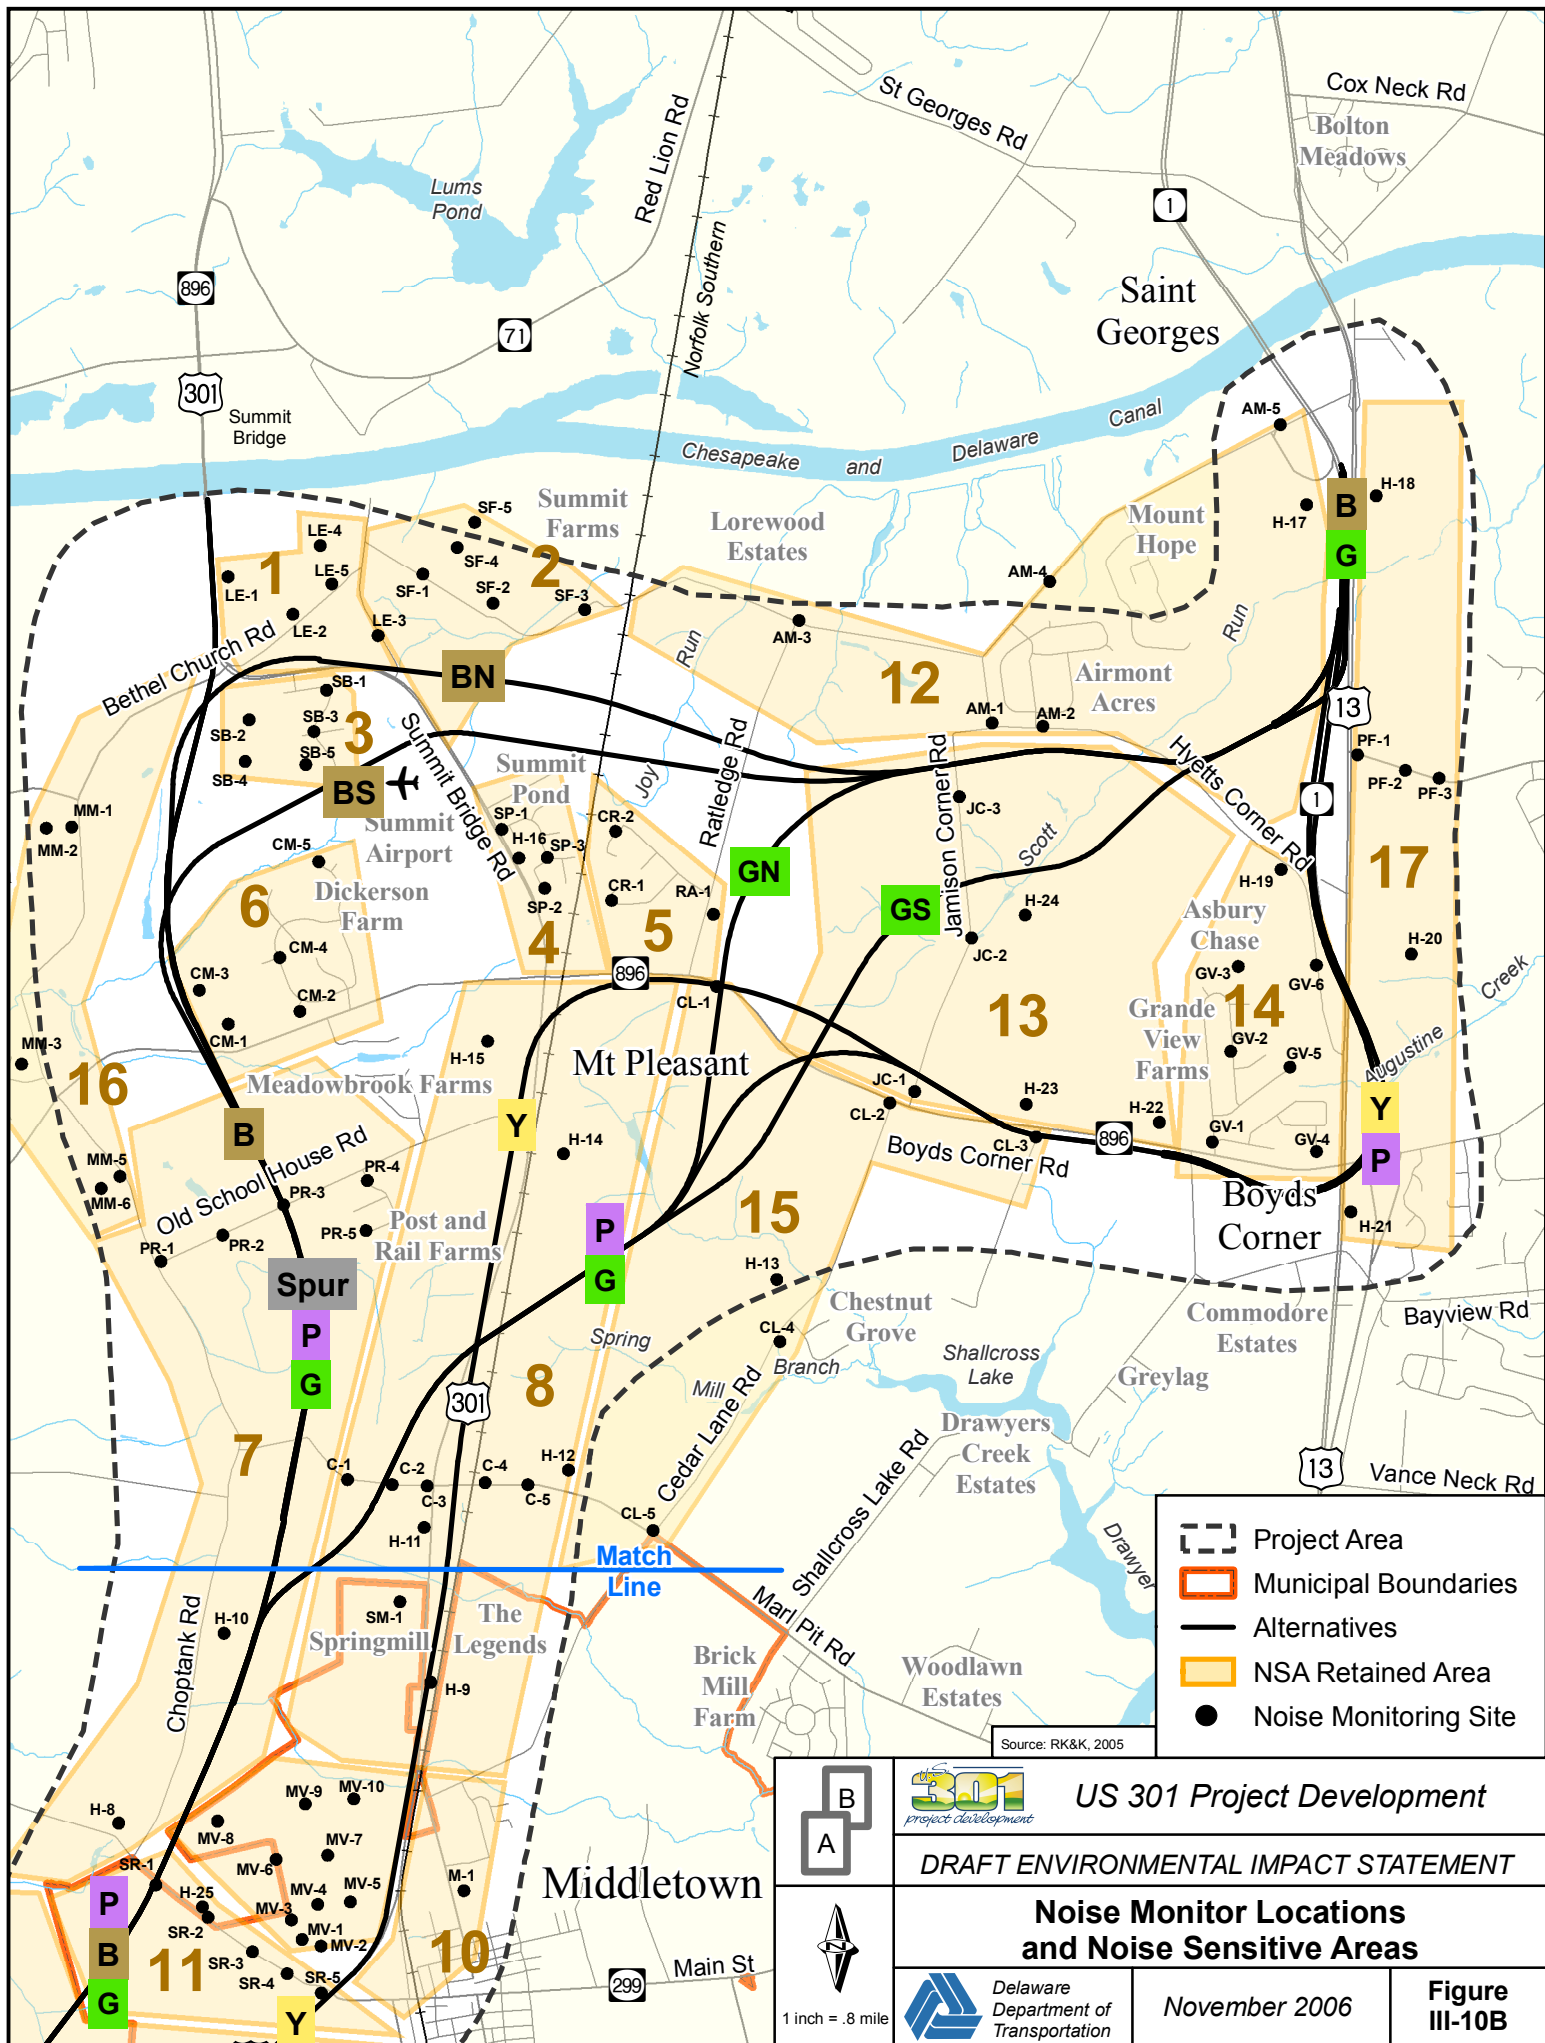 Cox Neck Rd
St Georges Rd
Bolton
Meadows
Red Lion Rd
Lums
Pond
1
Norfolk Southern
896
Saint
Georges
71
301
Summit
Bridge
Chesapeake and Delaware Canal
AM-5
H-18
B
H-17
G
Summit
Farms
SF-5
Lorewood
Estates
Mount
Hope
LE-4
SF-4
1
2
LE-5
LE-1
SF-1
SF-2
SF-3
AM-4
LE-2
LE-3
AM-3
Run
Run
Bethel Church Rd
BN
12
Airmont
Acres
SB-1
SB-2
SB-3
3
SB-5
SB-4
AM-1
AM-2
13
Summit Bridge Rd
Ratledge Rd
Jamison Corner Rd
Hyetts Corner Rd
PF-1
PF-2
PF-3
BS
Summit
Airport
Summit
Pond
Joy
JC-3
1
MM-1
MM-2
SP-1
H-16
SP-3
CR-2
Scott
CM-5
Dickerson
Farm
6
GN
17
CR-1
RA-1
SP-2
GS
H-24
H-19
Asbury
Chase
CM-4
4
5
JC-2
H-20
CM-3
896
GV-3
GV-6
Creek
CM-2
CL-1
13
14
CM-1
Grande
View
Farms
Augustine
MM-3
H-15
Mt Pleasant
GV-2
GV-5
16
Meadowbrook Farms
JC-1
CL-2
H-23
H-22
Y
B
Y
H-14
CL-3
896
GV-1
GV-4
P
Old School House Rd
Boyds Corner Rd
MM-5
MM-6
PR-4
PR-3
15
Boyds
Corner
PR-1
PR-2
PR-5
Post and
Rail Farms
P
G
H-21
H-13
Spur
P
G
Chestnut
Grove
Commodore
Estates
Bayview Rd
Spring
CL-4
Branch
Shallcross
Lake
Mill
Greylag
301
8
Cedar Lane Rd
Drawyers
Creek
Estates
7
Shallcross Lake Rd
13
Vance Neck Rd
C-1
C-2
C-3
C-4
C-5
H-12
CL-5
H-11
Match
Line
Drawyer
Marl Pit Rd
Project Area
Municipal Boundaries
Alternatives
NSA Retained Area
Noise Monitoring Site
Choptank Rd
H-10
SM-1
Springmill
The
Legends
Brick
Mill
Farm
Woodlawn
Estates
H-9
Source: RK&K, 2005
MV-9
MV-10
H-8
MV-8
MV-7
SR-1
MV-6
M-1
Middletown
P
B
G
H-25
MV-4
MV-5
SR-2
MV-3
MV-1
MV-2
SR-3
11
SR-4
SR-5
10
Main St
299
Y
B
A
U.S.
301
project development
US 301 Project Development
DRAFT ENVIRONMENTAL IMPACT STATEMENT
N
1 inch = .8 mile
Noise Monitor Locations
and Noise Sensitive Areas
Delaware
Department of
Transportation
November 2006
Figure
III-10B